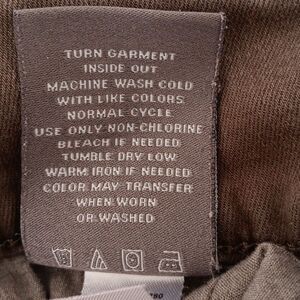 TURN GARMENT
INSIDE OUT
MACHINE WASH COLD
WITH LIKE COLORS
NORMAL CYCLE
USE ONLY NON-CHLORINE
BLEACH IF NEEDED
TUMBLE DRY LOW
WARM IRON IF NEEDED
COLOR MAY TRANSFER
WHEN WORN
OR WASHED